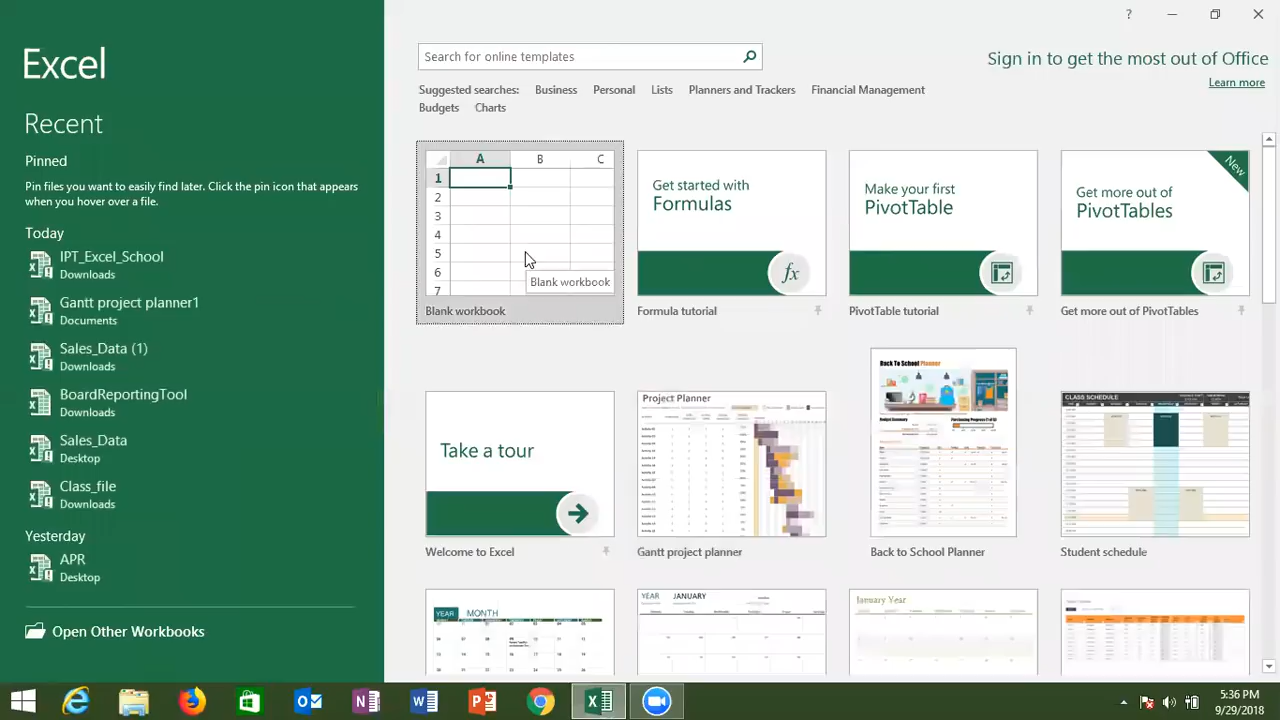 Excel
Recent
Pinned
Pin files you want to easily find later. Click the pin icon that appears
when you hover over a file.
Today
IPT_Excel_School
Downloads
Gantt project planner1
Documents
Sales_Data (1)
Downloads
BoardReportingTool
Downloads
Sales_Data
Desktop
Class_file
Downloads
Yesterday
APR
Desktop
Open Other Workbooks
?
Search for online templates
Sign in to get the most out of Office
Learn more
Suggested searches: Business Personal Lists Planners and Trackers Financial Management
Budgets Charts
A B C
1
2
3
4
5
6
7
Blank workbook
Blank workbook
Get started with
Formulas
fx
Formula tutorial
Make your first
PivotTable
PivotTable tutorial
New
Get more out of
PivotTables
Get more out of PivotTables
Take a tour
Welcome to Excel
Project Planner
Gantt project planner
Back To School Planner
Back to School Planner
CLASS SCHEDULE
Student schedule
YEAR MONTH
YEAR JANUARY
January Year
5:36 PM
9/29/2018